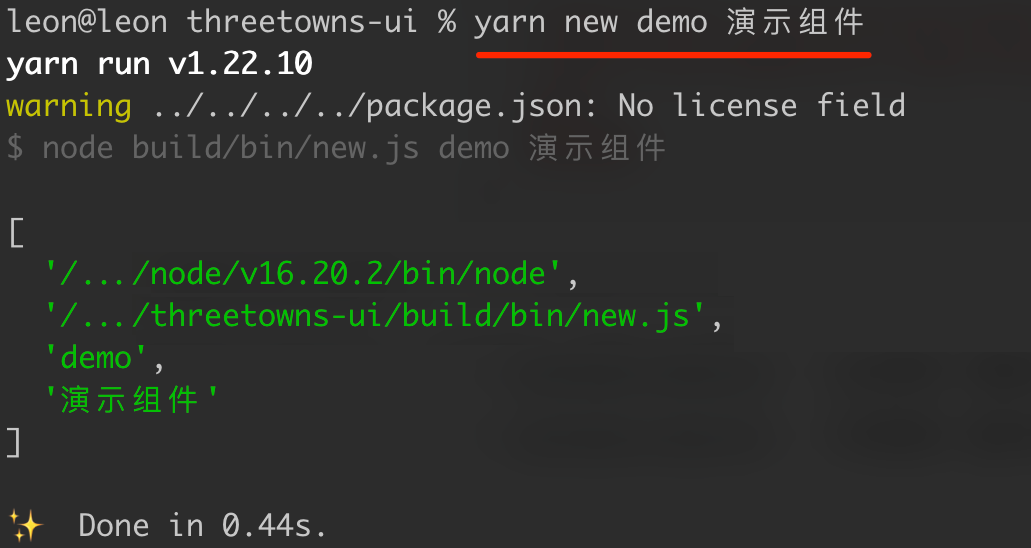 leon@leon threetowns-ui % yarn new demo 演示组件
yarn run v1.22.10
warning ../../../../package.json: No license field
$ node build/bin/new.js demo 演示组件
[
'/.../node/v16.20.2/bin/node',
'/.../threetowns-ui/build/bin/new.js',
'demo',
'演示组件'
]
✨ Done in 0.44s.